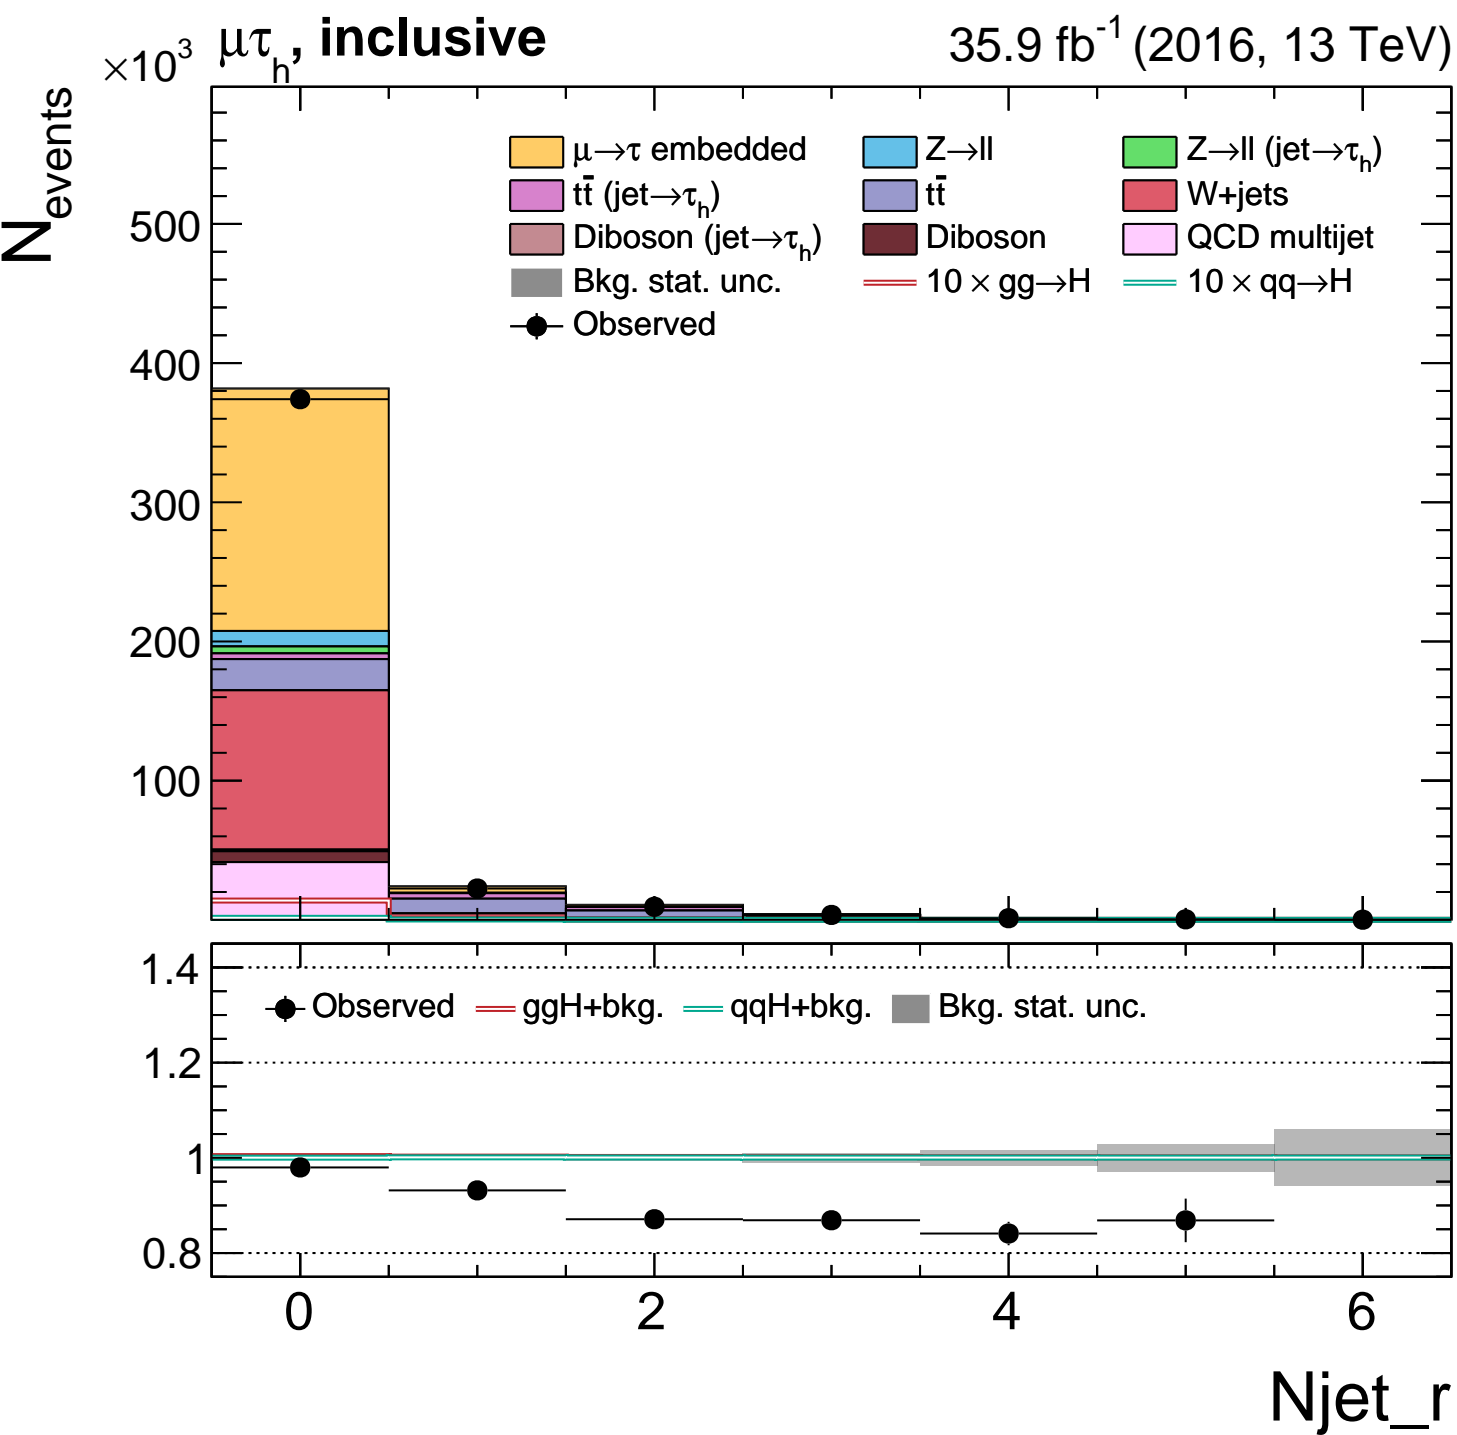 ×10³ μτₕ, inclusive 35.9 fb⁻¹ (2016, 13 TeV)
N_events
μ→τ embedded Z→ll Z→ll (jet→τₕ)
tt̄ (jet→τₕ) tt̄ W+jets
Diboson (jet→τₕ) Diboson QCD multijet
Bkg. stat. unc. 10 × gg→H 10 × qq→H
Observed
500
400
300
200
100
1.4
Observed ggH+bkg. qqH+bkg. Bkg. stat. unc.
1.2
1
0.8
0 2 4 6
Njet_r